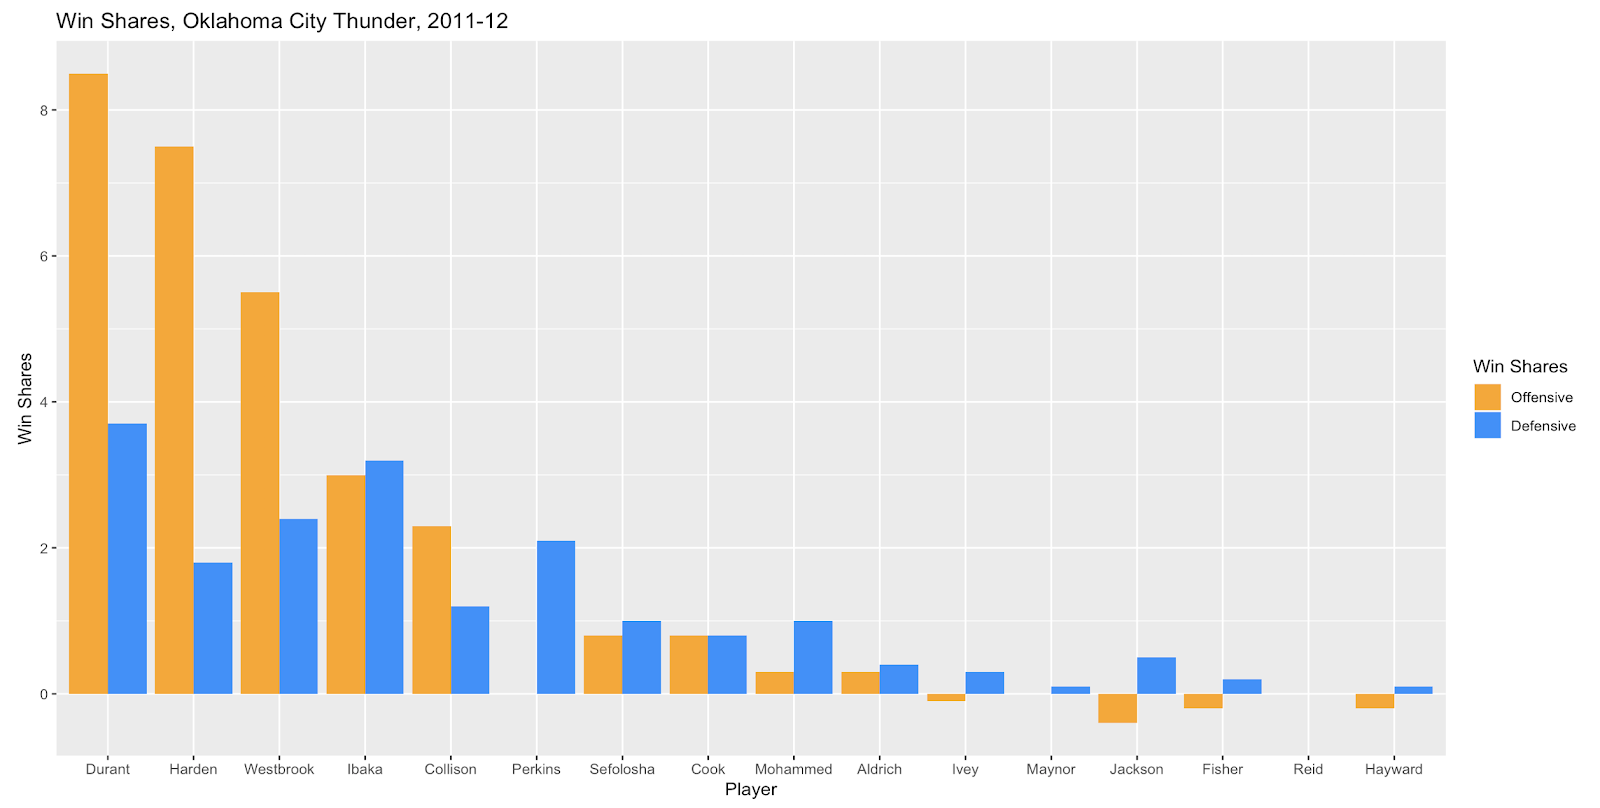 Win Shares, Oklahoma City Thunder, 2011-12
8
6
4
2
0
Win Shares
Durant Harden Westbrook Ibaka Collison Perkins Sefolosha Cook Mohammed Aldrich Ivey Maynor Jackson Fisher Reid Hayward
Player
Win Shares
Offensive
Defensive